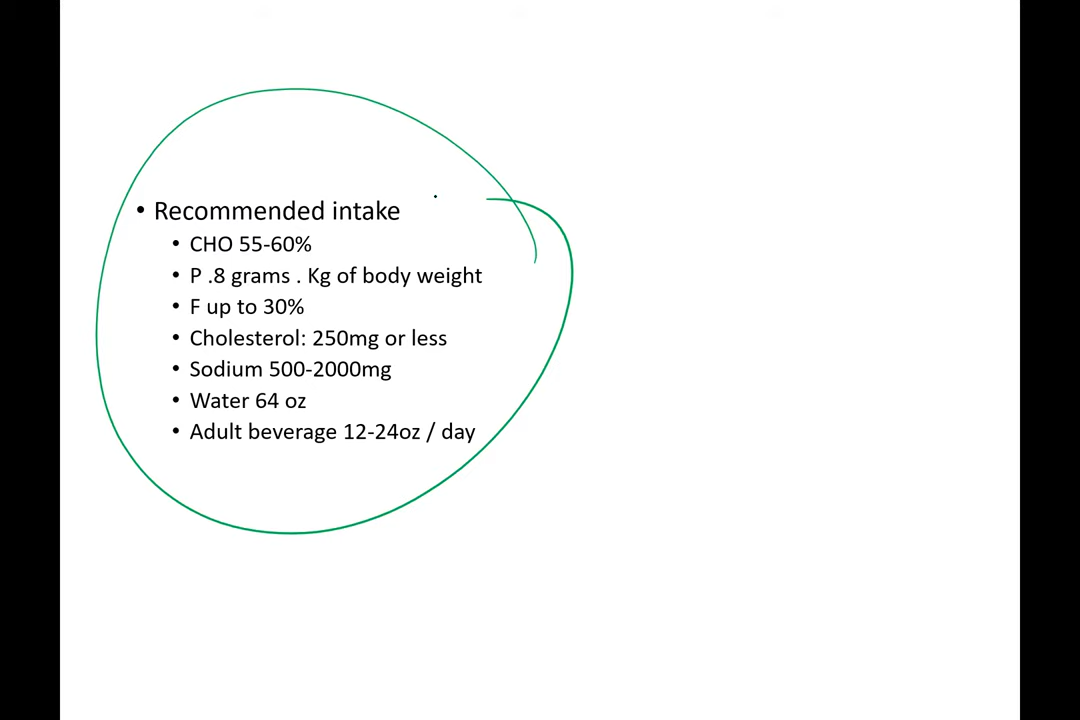 • Recommended intake
• CHO 55-60%
• P .8 grams . Kg of body weight
• F up to 30%
• Cholesterol: 250mg or less
• Sodium 500-2000mg
• Water 64 oz
• Adult beverage 12-24oz / day